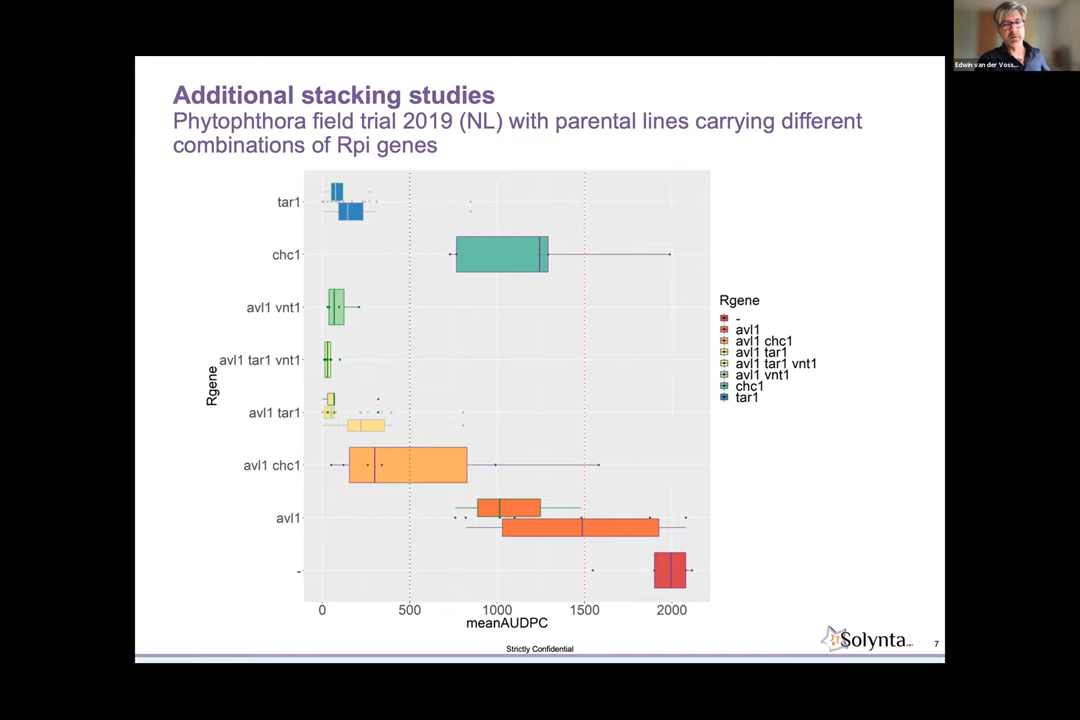 Edwin van der Voss...
Additional stacking studies
Phytophthora field trial 2019 (NL) with parental lines carrying different
combinations of Rpi genes
Rgene
tar1
chc1
avl1 vnt1
avl1 tar1 vnt1
avl1 tar1
avl1 chc1
avl1
-
0 500 1000 1500 2000
meanAUDPC
Rgene
-
avl1
avl1 chc1
avl1 tar1
avl1 tar1 vnt1
avl1 vnt1
chc1
tar1
Strictly Confidential
Solynta
7